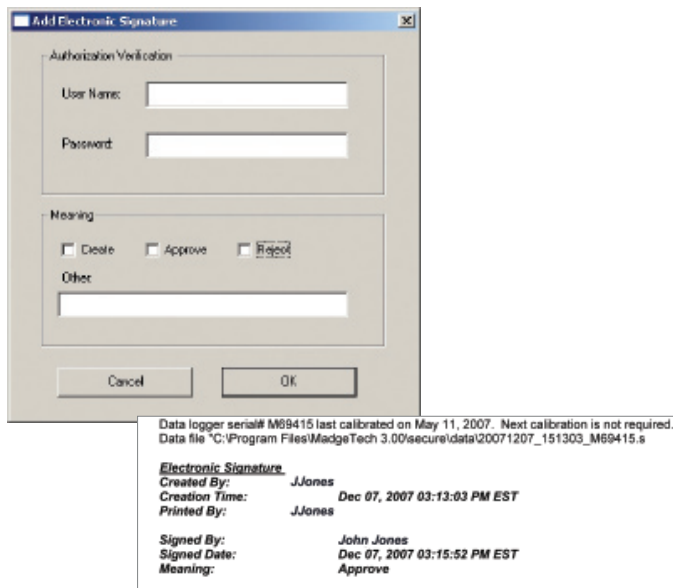 Add Electronic Signature
Authorization Verification
User Name:
Password:
Meaning
Create Approve Reject
Other:
Cancel OK
Data logger serial# M69415 last calibrated on May 11, 2007. Next calibration is not required.
Data file "C:\Program Files\MadgeTech 3.00\secure\data\20071207_151303_M69415.s
Electronic Signature
Created By: JJones
Creation Time: Dec 07, 2007 03:13:03 PM EST
Printed By: JJones
Signed By: John Jones
Signed Date: Dec 07, 2007 03:15:52 PM EST
Meaning: Approve